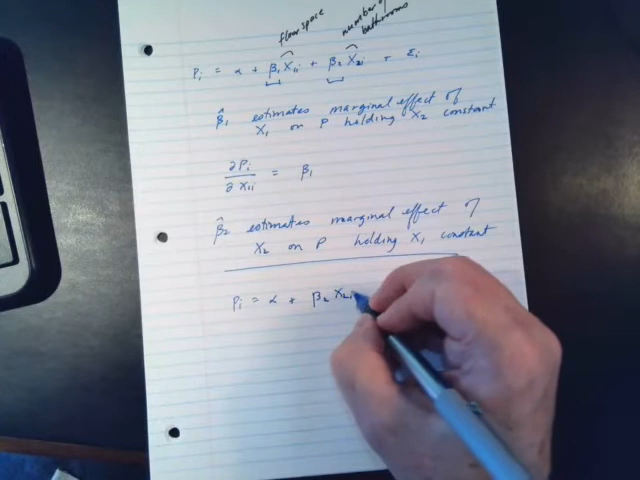 floor space
number of
bathrooms
Pᵢ = α + β₁ X₁ᵢ + β₂ X₂ᵢ + εᵢ
β̂₁ estimates marginal effect of
X₁ on P holding X₂ constant
∂Pᵢ
∂X₁ᵢ = β₁
β̂₂ estimates marginal effect of
X₂ on P holding X₁ constant
Pᵢ = α + β₂ X₂ᵢ